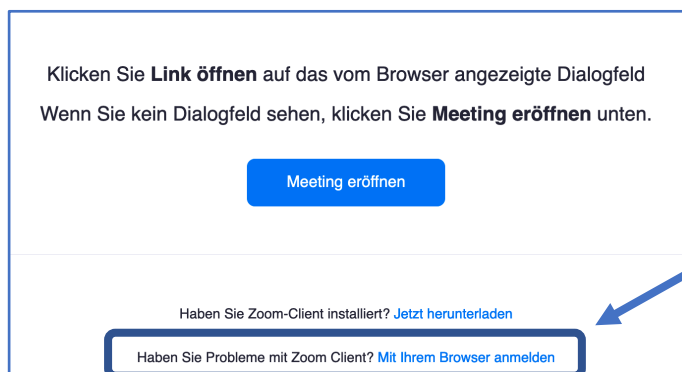 Klicken Sie Link öffnen auf das vom Browser angezeigte Dialogfeld
Wenn Sie kein Dialogfeld sehen, klicken Sie Meeting eröffnen unten.
Meeting eröffnen
Haben Sie Zoom-Client installiert? Jetzt herunterladen
Haben Sie Probleme mit Zoom Client? Mit Ihrem Browser anmelden